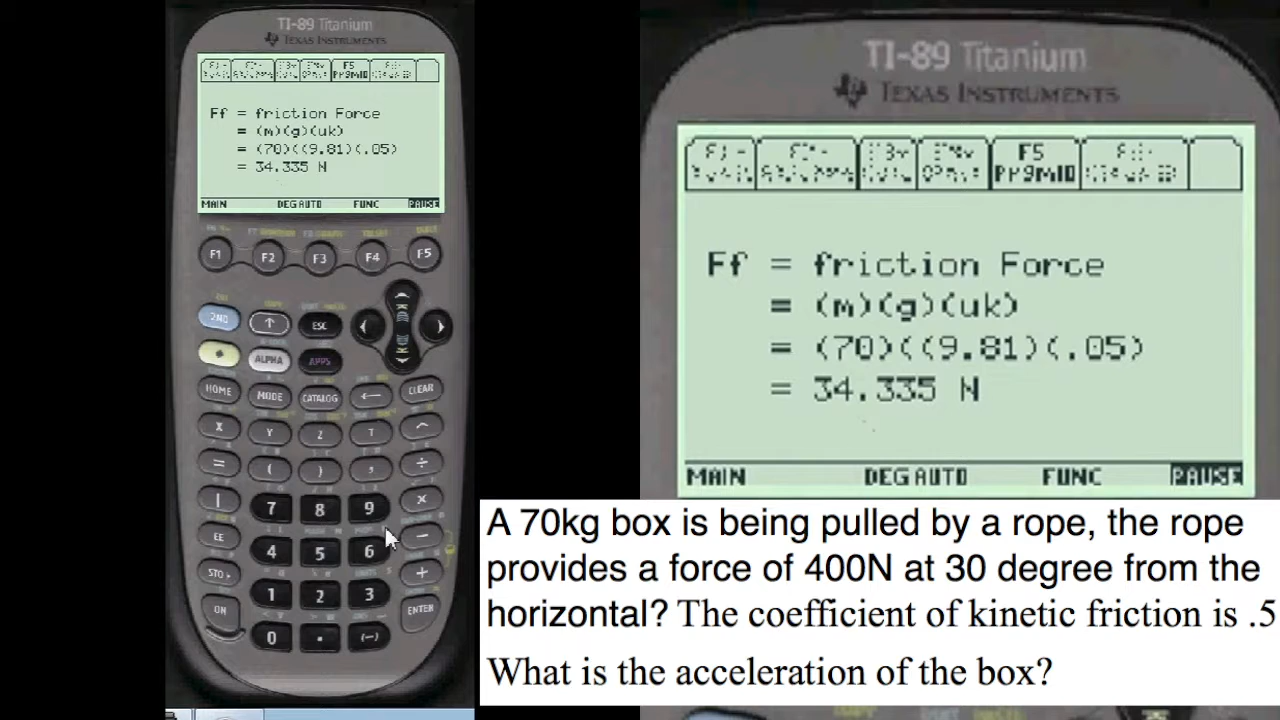 TI-89 Titanium
TEXAS INSTRUMENTS
F5
Prgm10
Ff = friction Force
= (m)(g)(uk)
= (70)((9.81)(.05)
= 34.335 N
MAIN DEG AUTO FUNC PAUSE
F1 F2 F3 F4 F5
2ND ↑ ESC
ALPHA APPS
HOME MODE CATALOG ← CLEAR
X Y Z T ^
= ( ) , ÷
| 7 8 9 ×
EE 4 5 6 −
STO▸ 1 2 3 +
ON 0 . (−) ENTER
TI-89 Titanium
TEXAS INSTRUMENTS
F5
Prgm10
Ff = friction Force
= (m)(g)(uk)
= (70)((9.81)(.05)
= 34.335 N
MAIN DEG AUTO FUNC PAUSE
A 70kg box is being pulled by a rope, the rope
provides a force of 400N at 30 degree from the
horizontal? The coefficient of kinetic friction is .5
What is the acceleration of the box?